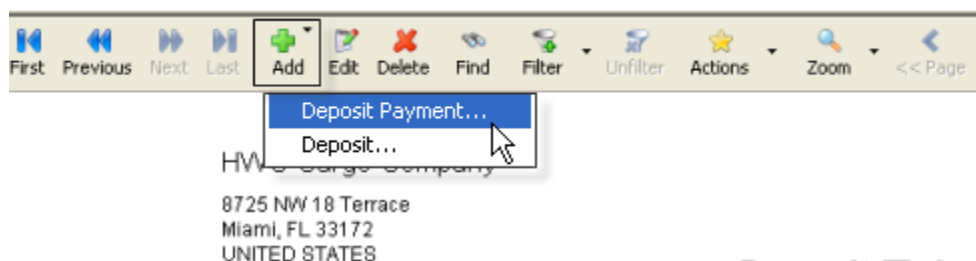 First Previous Next Last Add Edit Delete Find Filter Unfilter Actions Zoom << Page
Deposit Payment...
Deposit...
8725 NW 18 Terrace
Miami, FL 33172
UNITED STATES